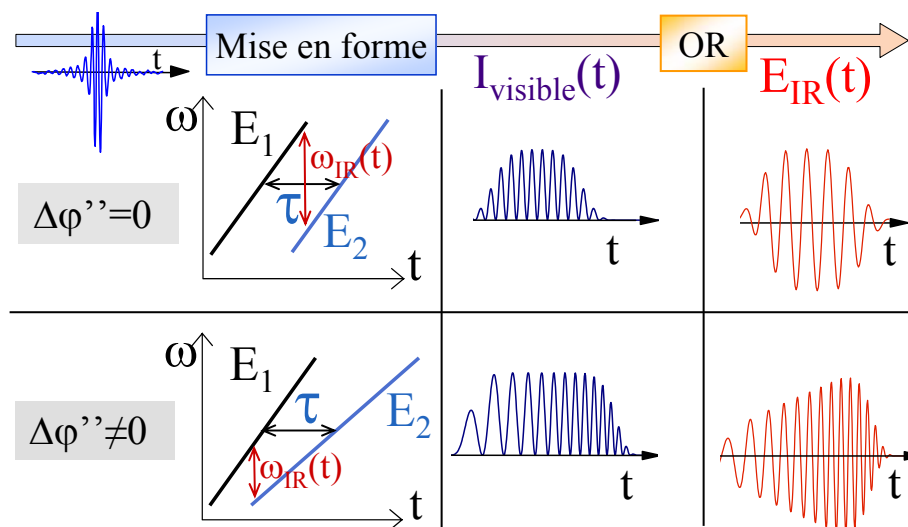 t
Mise en forme
OR
I_visible(t)
E_IR(t)
ω
E₁
ω_IR(t)
τ
E₂
t
Δφ’’=0
t
t
ω
E₁
τ
E₂
ω_IR(t)
t
Δφ’’≠0
t
t